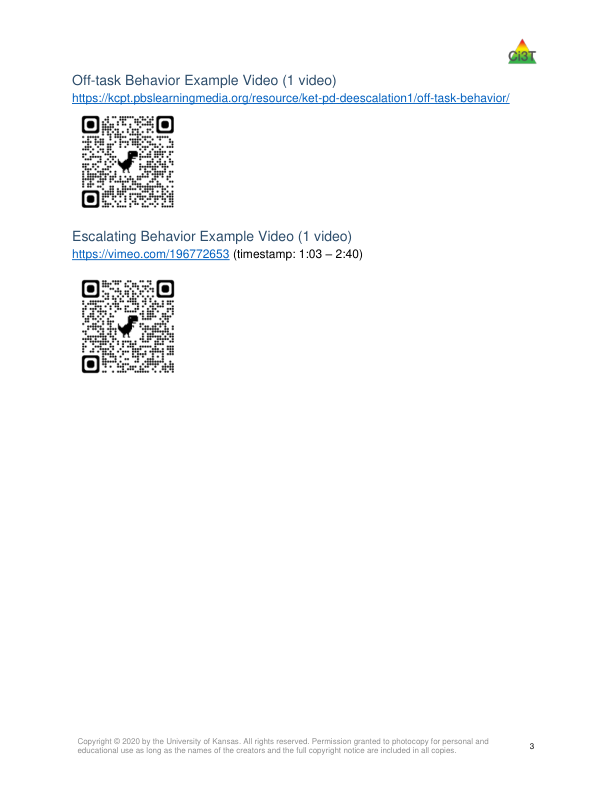 Ci3T
Off-task Behavior Example Video (1 video)
https://kcpt.pbslearningmedia.org/resource/ket-pd-deescalation1/off-task-behavior/
Escalating Behavior Example Video (1 video)
https://vimeo.com/196772653 (timestamp: 1:03 – 2:40)
Copyright © 2020 by the University of Kansas. All rights reserved. Permission granted to photocopy for personal and
educational use as long as the names of the creators and the full copyright notice are included in all copies.
3